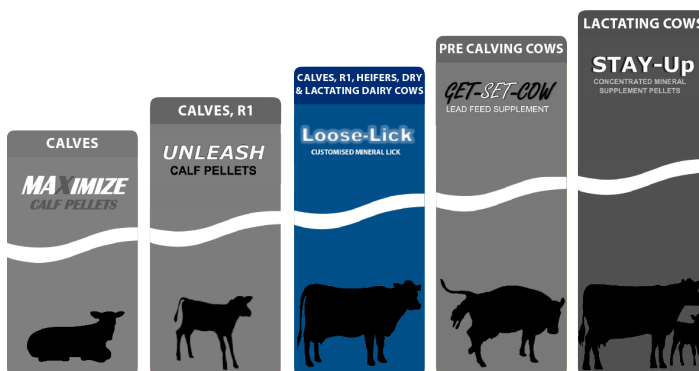 CALVES
MAXIMIZE
CALF PELLETS
CALVES, R1
UNLEASH
CALF PELLETS
CALVES, R1, HEIFERS, DRY
& LACTATING DAIRY COWS
Loose-Lick
CUSTOMISED MINERAL LICK
PRE CALVING COWS
GET-SET-COW
LEAD FEED SUPPLEMENT
LACTATING COWS
STAY-Up
CONCENTRATED MINERAL
SUPPLEMENT PELLETS